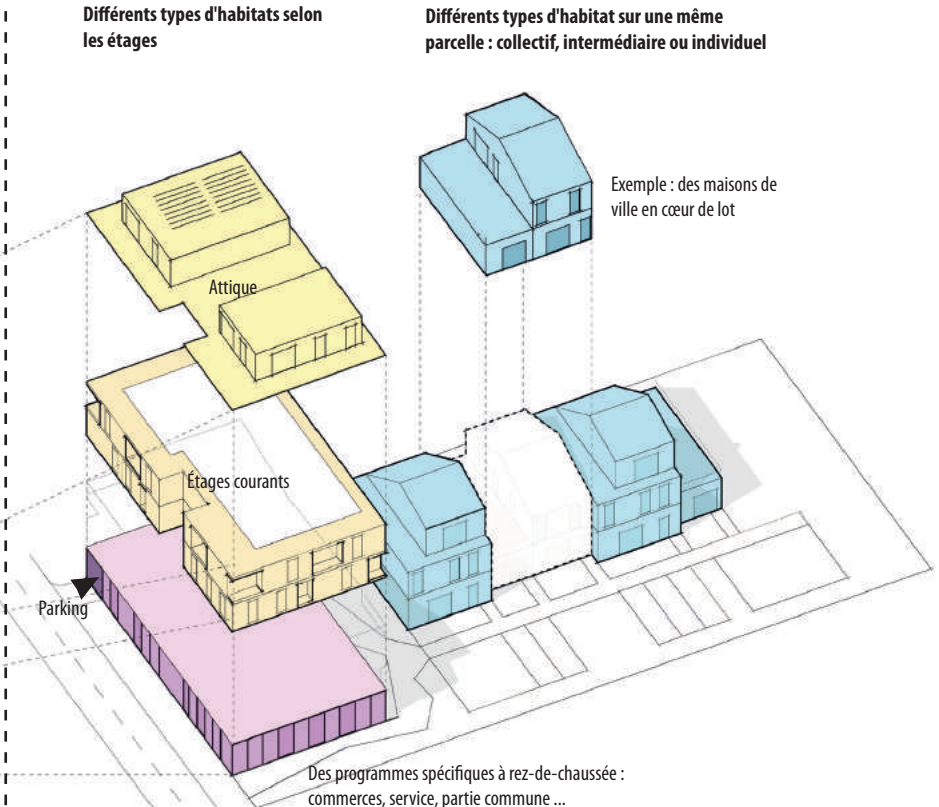 Différents types d'habitats selon
les étages
Différents types d'habitat sur une même
parcelle : collectif, intermédiaire ou individuel
Exemple : des maisons de
ville en cœur de lot
Attique
Étages courants
Parking
Des programmes spécifiques à rez-de-chaussée :
commerces, service, partie commune ...